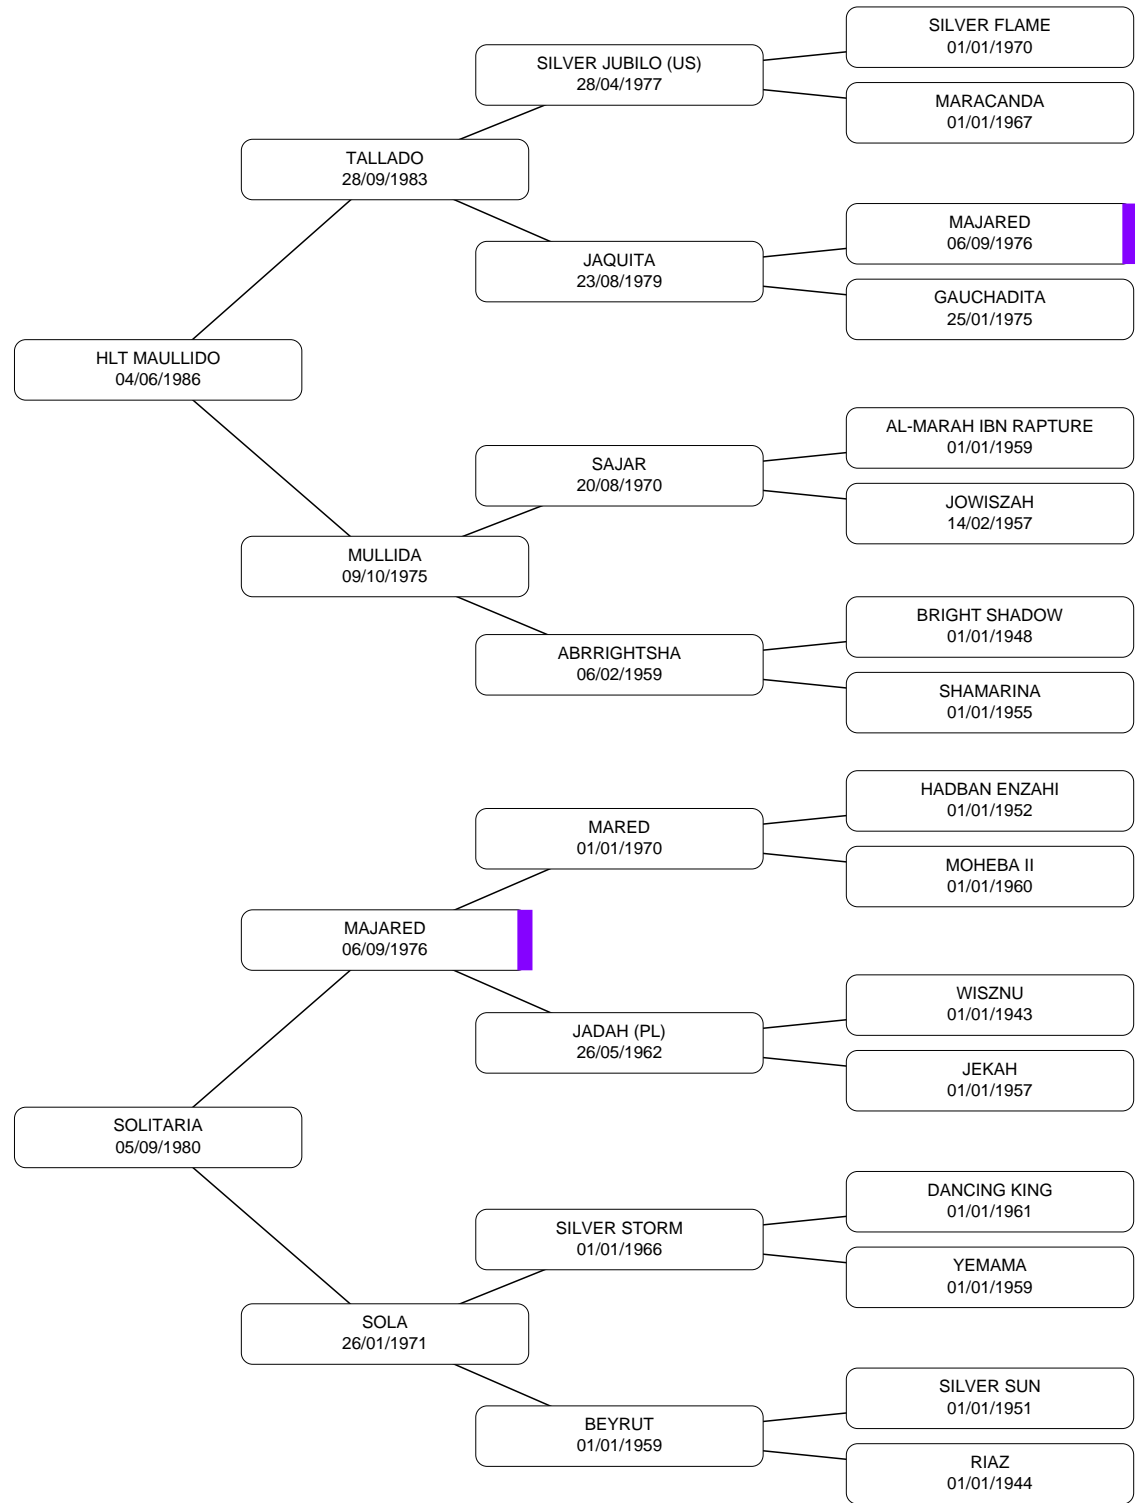 SILVER FLAME
01/01/1970
SILVER JUBILO (US)
28/04/1977
MARACANDA
01/01/1967
TALLADO
28/09/1983
MAJARED
06/09/1976
JAQUITA
23/08/1979
GAUCHADITA
25/01/1975
HLT MAULLIDO
04/06/1986
AL-MARAH IBN RAPTURE
01/01/1959
SAJAR
20/08/1970
JOWISZAH
14/02/1957
MULLIDA
09/10/1975
BRIGHT SHADOW
01/01/1948
ABRRIGHTSHA
06/02/1959
SHAMARINA
01/01/1955
HADBAN ENZAHI
01/01/1952
MARED
01/01/1970
MOHEBA II
01/01/1960
MAJARED
06/09/1976
WISZNU
01/01/1943
JADAH (PL)
26/05/1962
JEKAH
01/01/1957
SOLITARIA
05/09/1980
DANCING KING
01/01/1961
SILVER STORM
01/01/1966
YEMAMA
01/01/1959
SOLA
26/01/1971
SILVER SUN
01/01/1951
BEYRUT
01/01/1959
RIAZ
01/01/1944